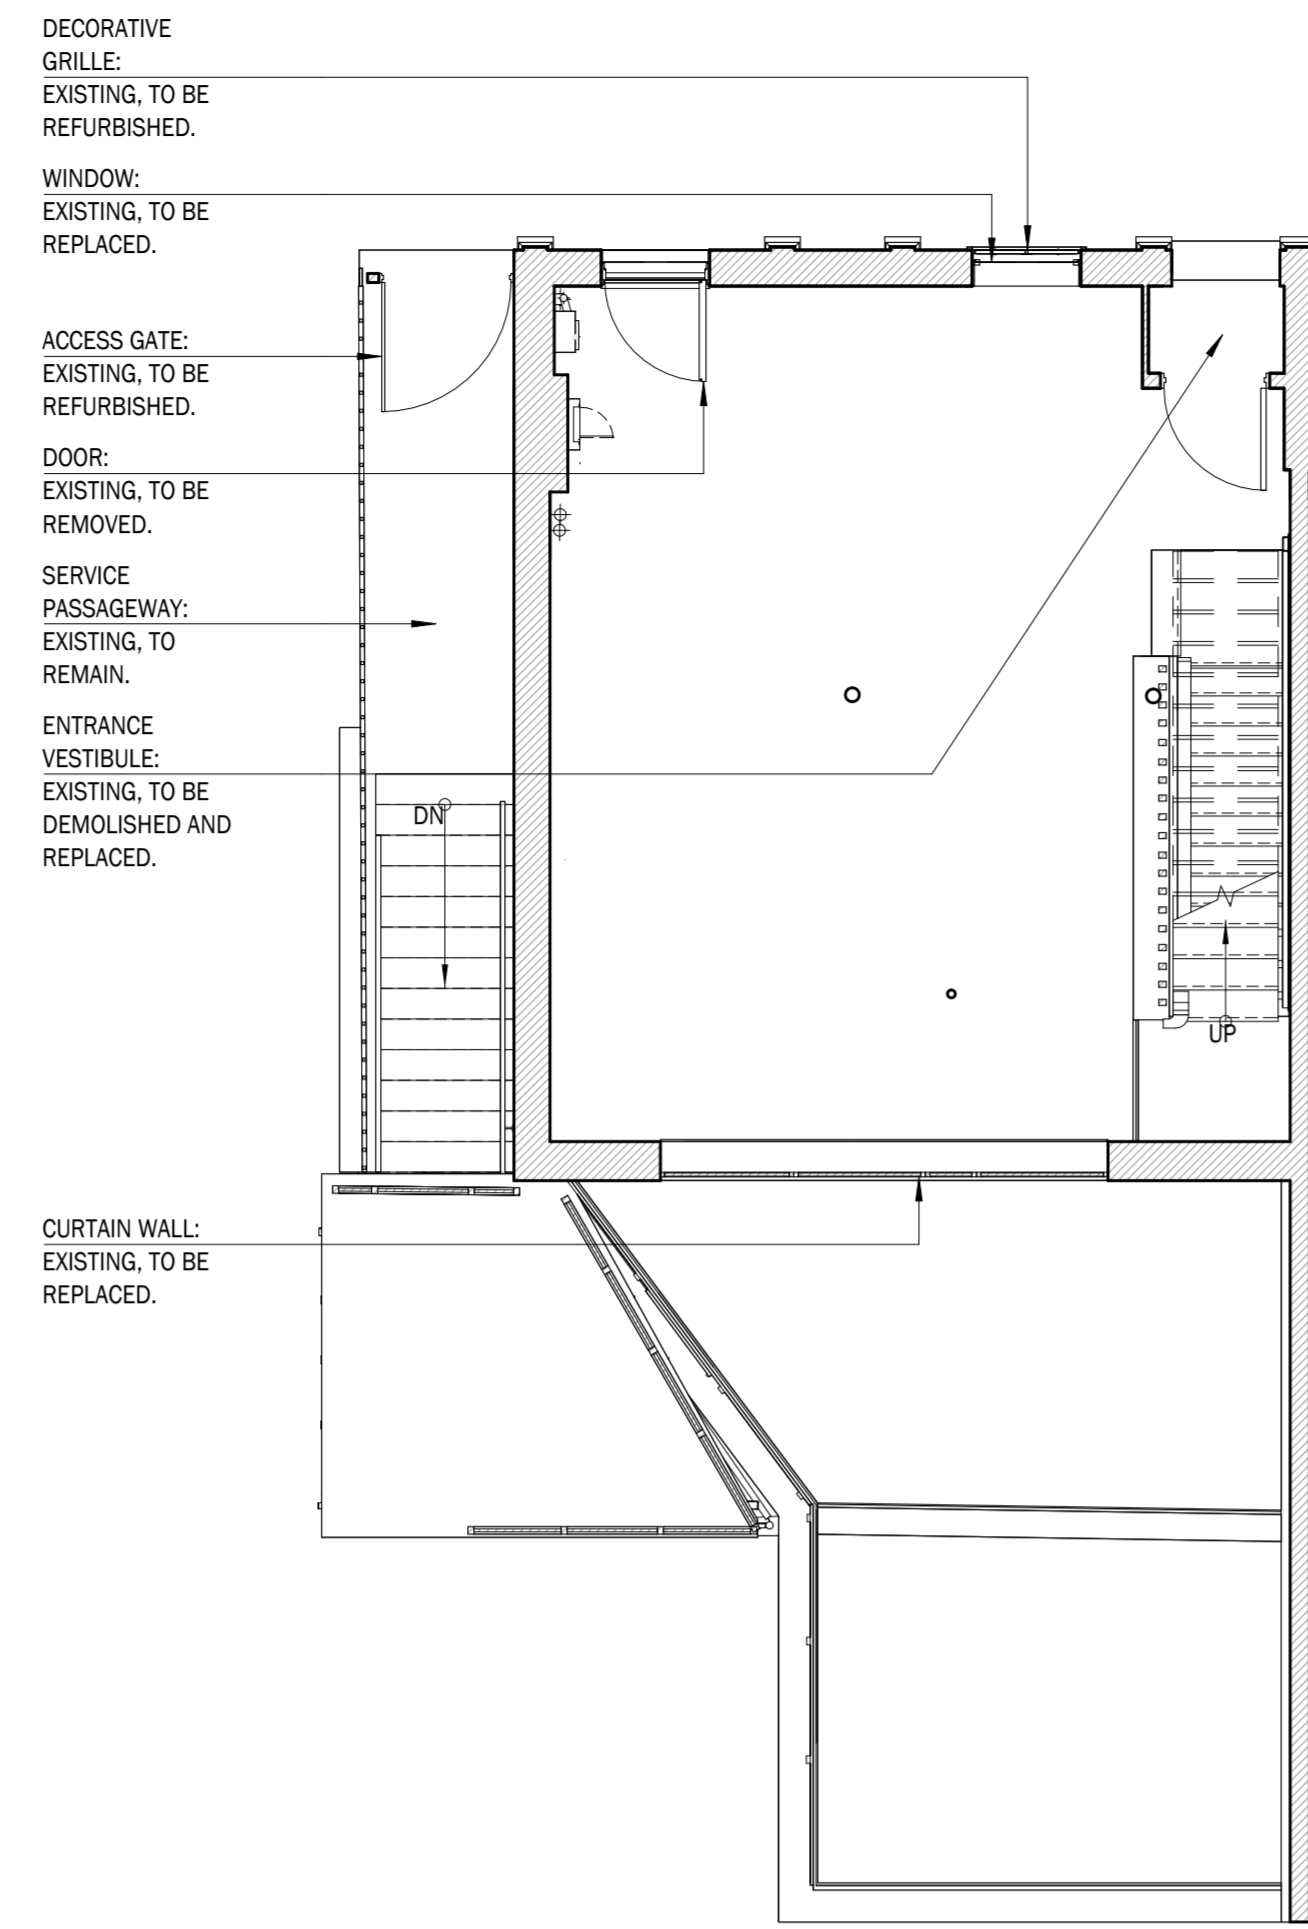 DECORATIVE
GRILLE:
EXISTING, TO BE
REFURBISHED.
WINDOW:
EXISTING, TO BE
REPLACED.
ACCESS GATE:
EXISTING, TO BE
REFURBISHED.
DOOR:
EXISTING, TO BE
REMOVED.
SERVICE
PASSAGEWAY:
EXISTING, TO
REMAIN.
ENTRANCE
VESTIBULE:
EXISTING, TO BE
DEMOLISHED AND
REPLACED.
DN
UP
CURTAIN WALL:
EXISTING, TO BE
REPLACED.